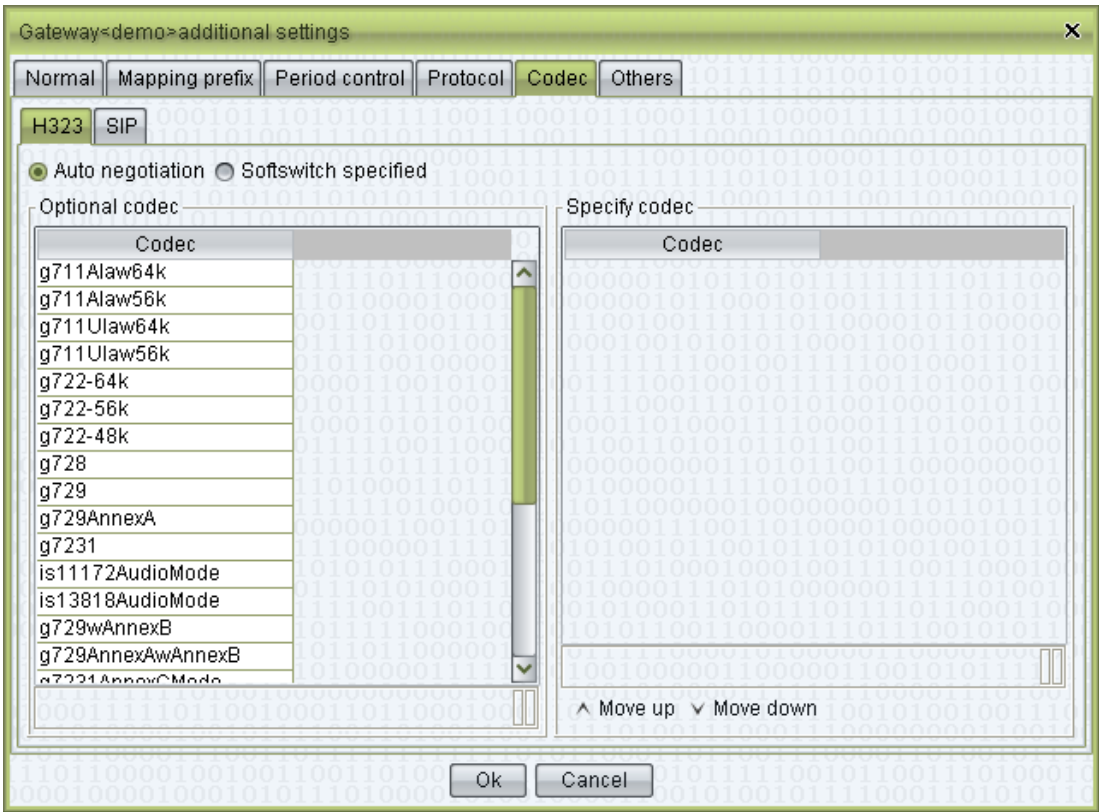 Gateway<demo>additional settings
Normal Mapping prefix Period control Protocol Codec Others
H323 SIP
Auto negotiation Softswitch specified
Optional codec
Codec
g711Alaw64k
g711Alaw56k
g711Ulaw64k
g711Ulaw56k
g722-64k
g722-56k
g722-48k
g728
g729
g729AnnexA
g7231
is11172AudioMode
is13818AudioMode
g729wAnnexB
g729AnnexAwAnnexB
g7231AnnexCMode
Specify codec
Codec
Move up Move down
Ok Cancel